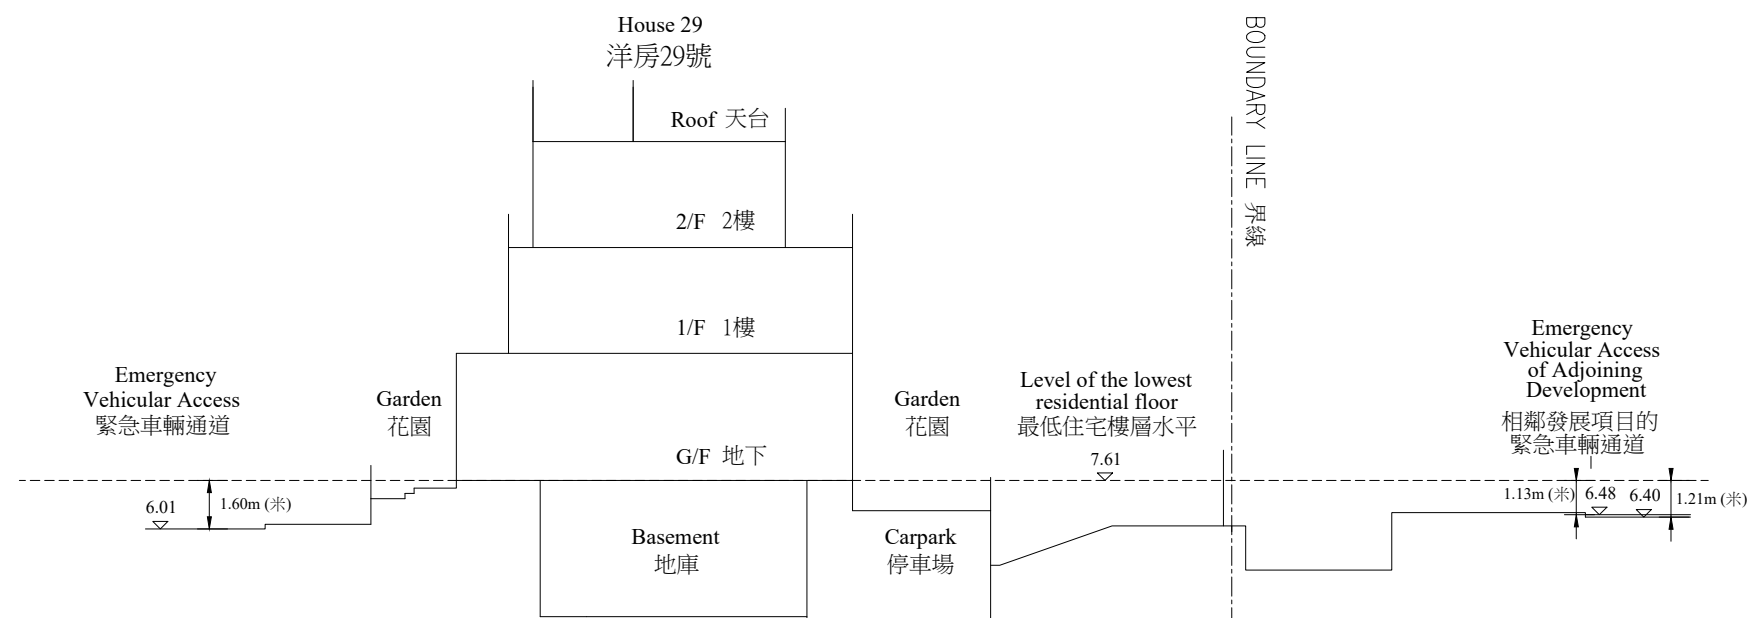 House 29
洋房29號
BOUNDARY LINE 界線
Roof 天台
2/F 2樓
1/F 1樓
G/F 地下
Basement
地庫
Emergency
Vehicular Access
緊急車輛通道
6.01
1.60m (米)
Garden
花園
Garden
花園
Carpark
停車場
Level of the lowest
residential floor
最低住宅樓層水平
7.61
Emergency
Vehicular Access
of Adjoining
Development
相鄰發展項目的
緊急車輛通道
1.13m (米)
6.48
6.40
1.21m (米)